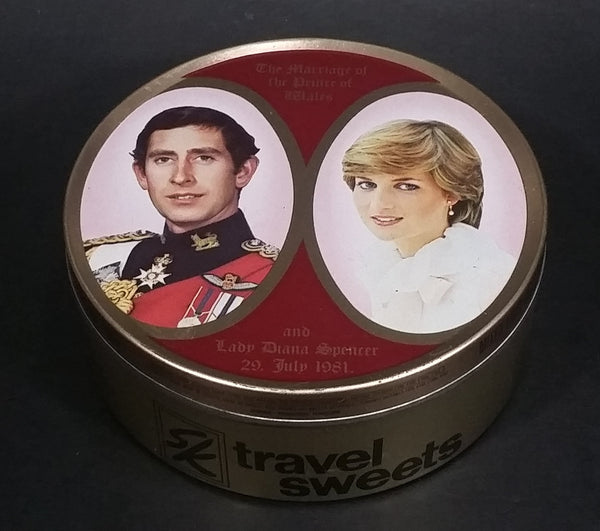 The Marriage of
the Prince of
Wales
and
Lady Diana Spencer
29. July 1981.
SK
travel
sweets